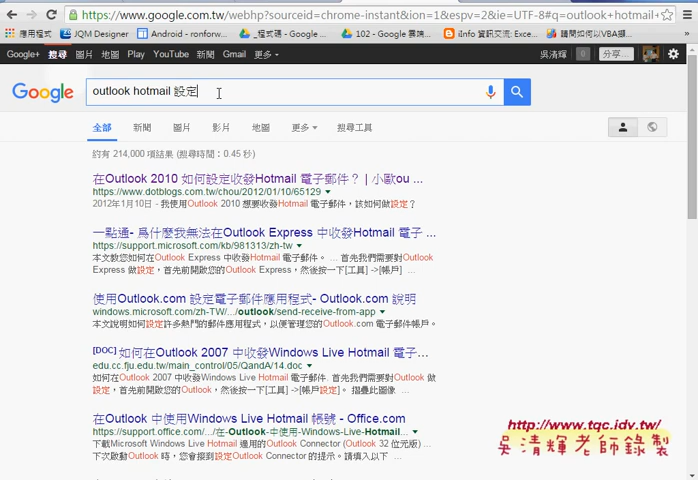 https://www.google.com.tw/webhp?sourceid=chrome-instant&ion=1&espv=2&ie=UTF-8#q=outlook+hotmail+
應用程式 JQM Designer Android - ronforw... _程式碼 - Google ... 102 - Google 雲端... iInfo 資訊交流: Exce... 請問如何以VBA擷...
Google+ 搜尋 圖片 地圖 Play YouTube 新聞 Gmail 更多 吳清輝 分享...
Google outlook hotmail 設定
全部 新聞 圖片 影片 地圖 更多 搜尋工具
約有 214,000 項結果 (搜尋時間：0.45 秒)
在Outlook 2010 如何設定收發Hotmail 電子郵件？ | 小歐ou ...
https://www.dotblogs.com.tw/chou/2012/01/10/65129
2012年1月10日 - 我使用Outlook 2010 想要收發Hotmail 電子郵件，該如何做設定？
一點通- 爲什麼我無法在Outlook Express 中收發Hotmail 電子 ...
https://support.microsoft.com/kb/981313/zh-tw
本文教您如何在Outlook Express 中收發Hotmail 電子郵件。 ... 首先我們需要對Outlook
Express 做設定，首先前開啟您的Outlook Express，然後按一下[工具] ->[帳戶] ...
使用Outlook.com 設定電子郵件應用程式- Outlook.com 說明
windows.microsoft.com/zh-TW/.../outlook/send-receive-from-app
本文說明如何設定許多熱門的郵件應用程式，以便管理您的Outlook.com 電子郵件帳戶。
[DOC] 如何在Outlook 2007 中收發Windows Live Hotmail 電子...
edu.cc.fju.edu.tw/main_control/05/QandA/14.doc
如何在Outlook 2007 中收發Windows Live Hotmail 電子郵件. 首先我們需要對Outlook 做
設定，首先前開啟您的Outlook，然後按一下[工具] ->[帳戶設定]。 摺疊此圖像 ...
在Outlook 中使用Windows Live Hotmail 帳號 - Office.com
https://support.office.com/.../在-Outlook-中使用-Windows-Live-Hotmail...
下載Microsoft Windows Live Hotmail 適用的Outlook Connector (Outlook 32 位元版) ...
下次啟動Outlook 時，您會接到設定Outlook Connector 的提示。請填入以下 ...
http://www.tqc.idv.tw/
吳清輝老師錄製